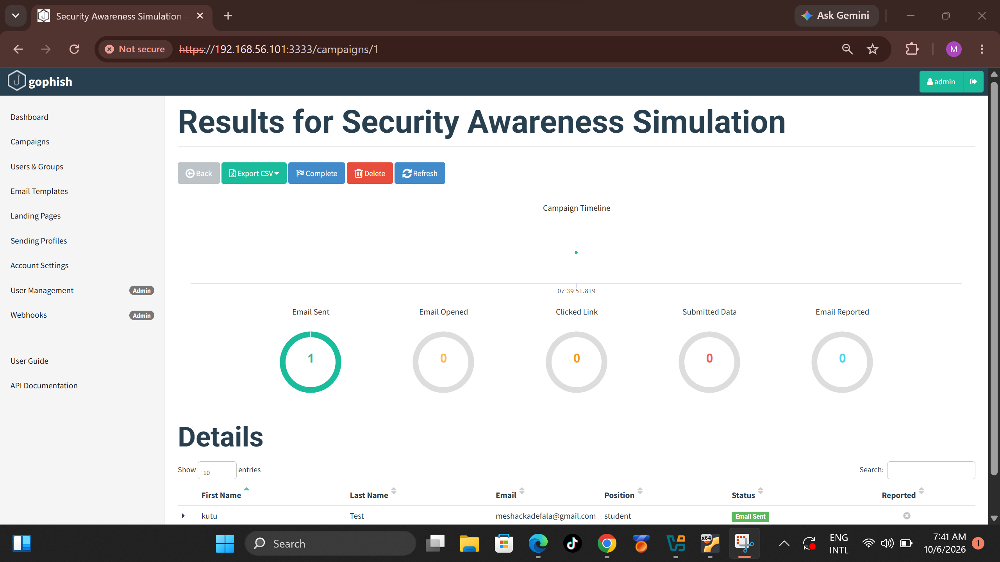 Security Awareness Simulation -
Ask Gemini
Not secure
https://192.168.56.101:3333/campaigns/1
M
gophish
admin
Dashboard
Campaigns
Users & Groups
Email Templates
Landing Pages
Sending Profiles
Account Settings
User Management Admin
Webhooks Admin
User Guide
API Documentation
Results for Security Awareness Simulation
Back Export CSV Complete Delete Refresh
Campaign Timeline
07:39:51.819
Email Sent Email Opened Clicked Link Submitted Data Email Reported
1 0 0 0 0
Details
Show 10 entries Search:
First Name Last Name Email Position Status Reported
kutu Test meshackadefala@gmail.com student Email Sent
Search
x64
ENG
INTL
7:41 AM
10/6/2026
1